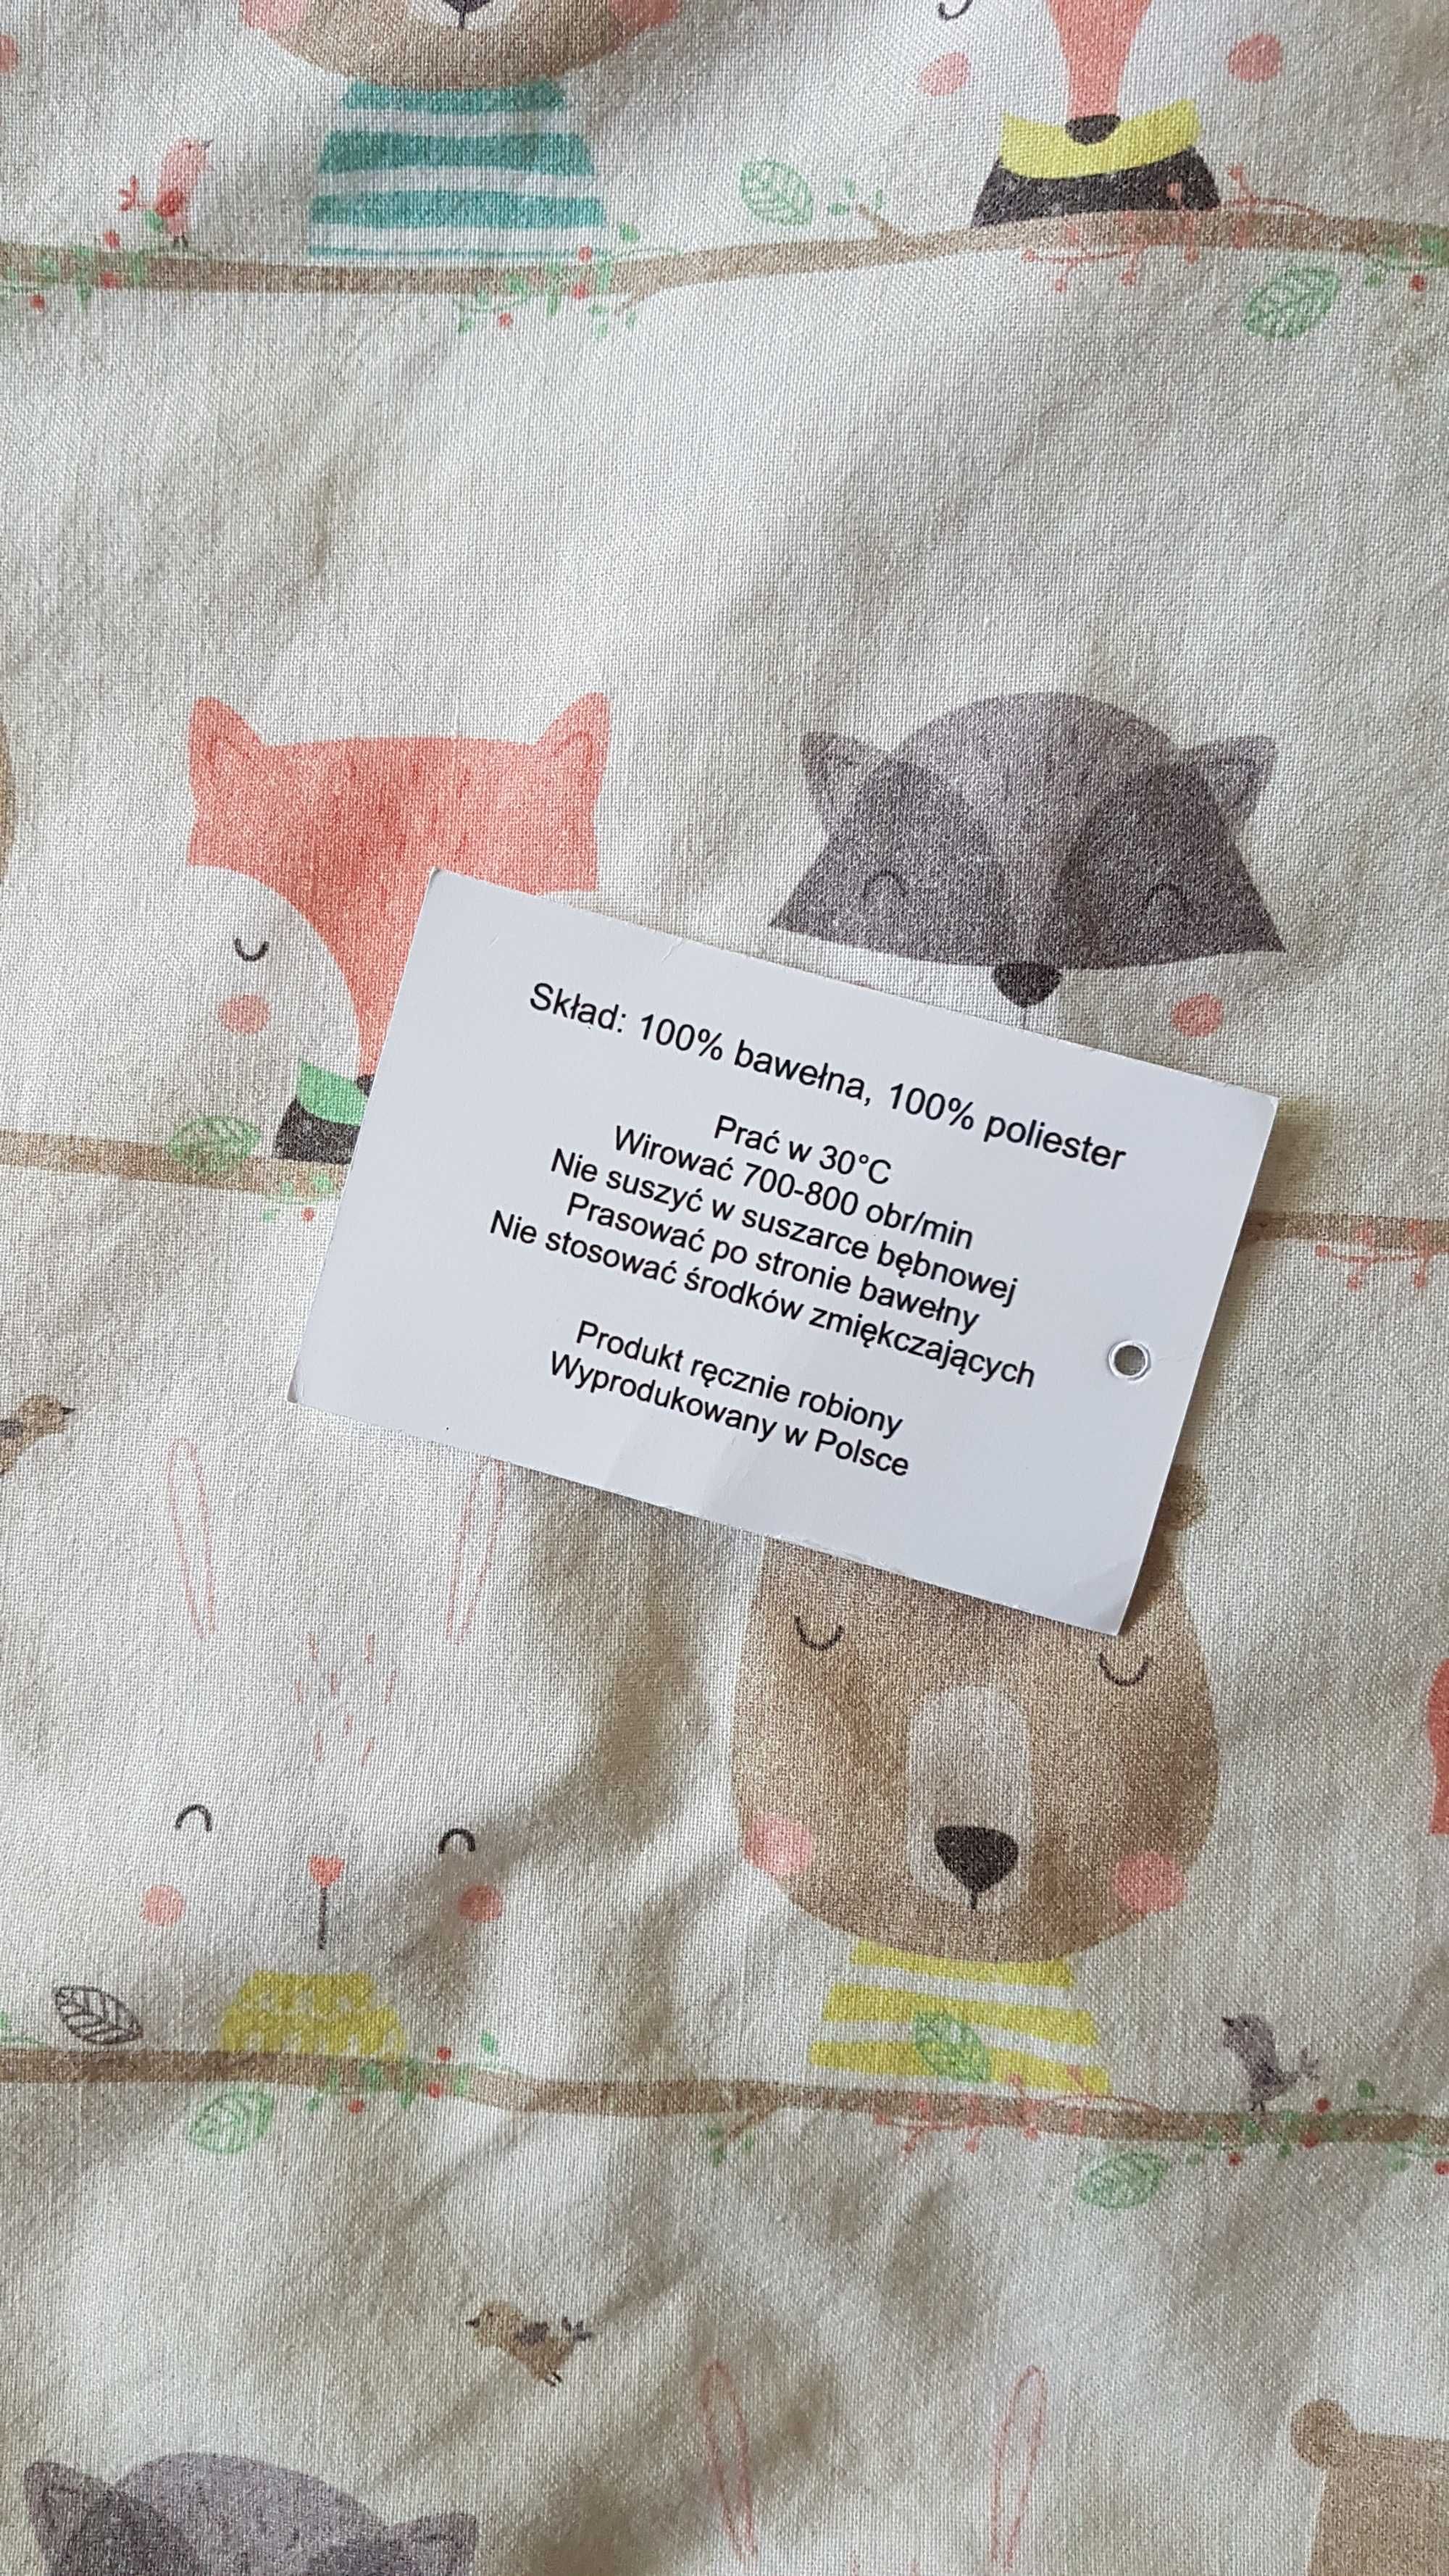 Skład: 100% bawełna, 100% poliester
Prać w 30°C
Wirować 700-800 obr/min
Nie suszyć w suszarce bębnowej
Prasować po stronie bawełny
Nie stosować środków zmiękczających
Produkt ręcznie robiony
Wyprodukowany w Polsce